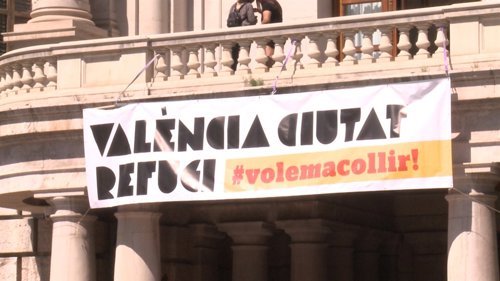 VALÈNCIA CIUTAT
REFUGI #volemacollir!